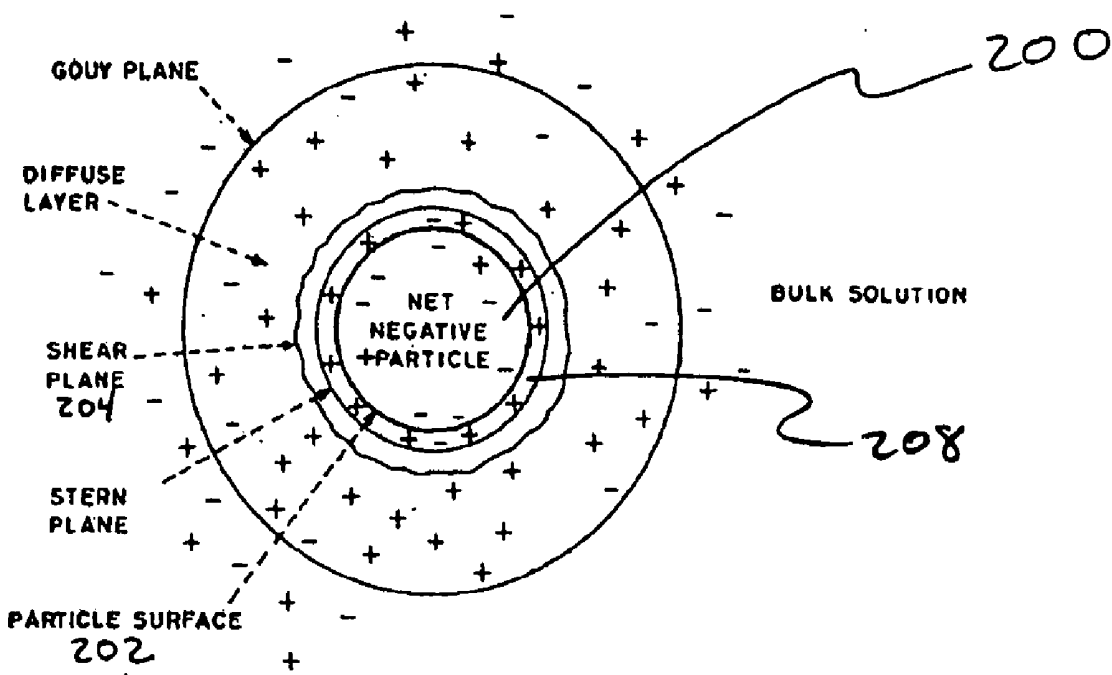 200
GOUY PLANE
DIFFUSE
LAYER
NET
NEGATIVE
PARTICLE
BULK SOLUTION
SHEAR
PLANE
204
208
STERN
PLANE
PARTICLE SURFACE
202